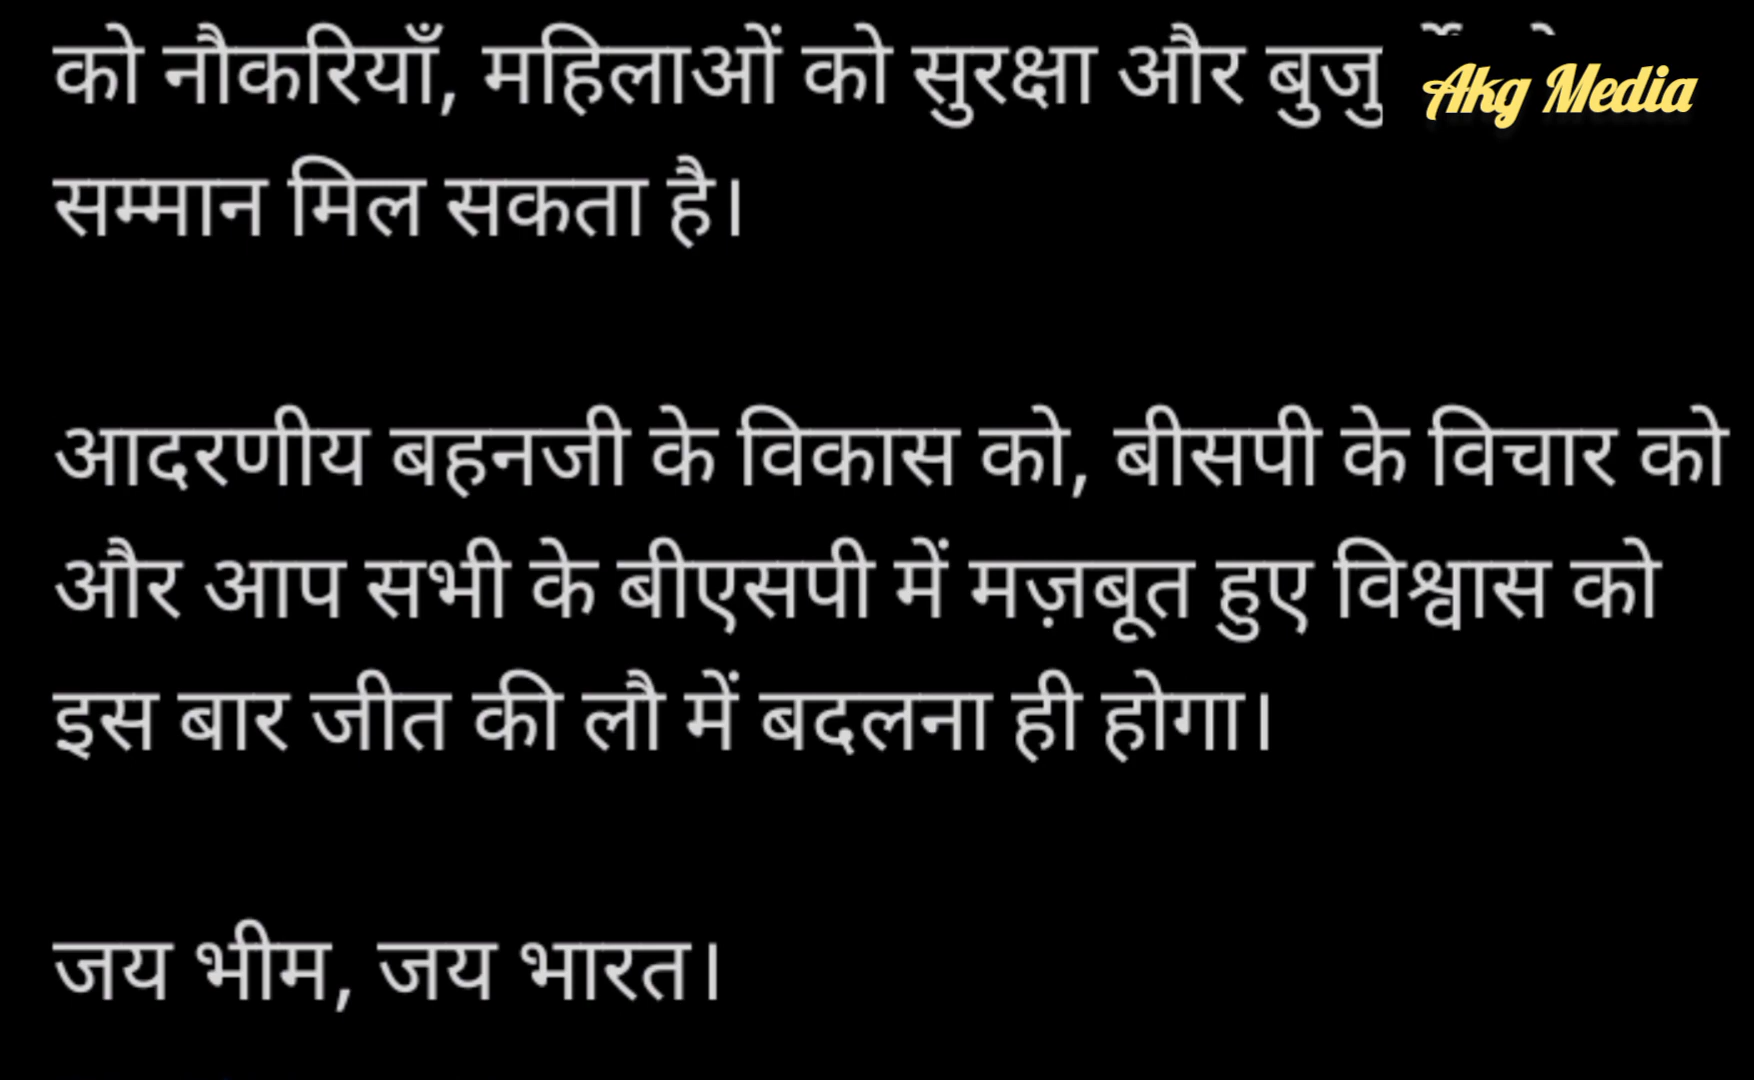 को नौकरियाँ, महिलाओं को सुरक्षा और
Akg Media
सम्मान मिल सकता है।
आदरणीय बहनजी के विकास को, बीसपी के विचार को
और आप सभी के बीएसपी में मज़बूत हुए विश्वास को
इस बार जीत की लौ में बदलना ही होगा।
जय भीम, जय भारत।